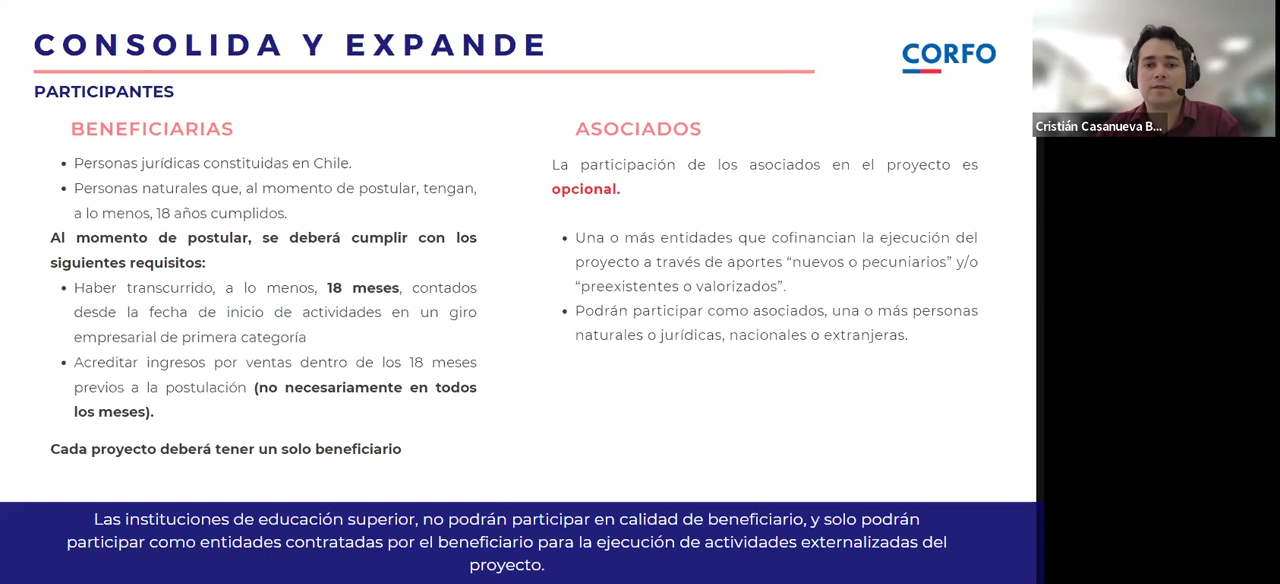 CONSOLIDA Y EXPANDE
CORFO
PARTICIPANTES
BENEFICIARIAS
• Personas jurídicas constituidas en Chile.
• Personas naturales que, al momento de postular, tengan,
a lo menos, 18 años cumplidos.
Al momento de postular, se deberá cumplir con los
siguientes requisitos:
• Haber transcurrido, a lo menos, 18 meses, contados
desde la fecha de inicio de actividades en un giro
empresarial de primera categoría
• Acreditar ingresos por ventas dentro de los 18 meses
previos a la postulación (no necesariamente en todos
los meses).
Cada proyecto deberá tener un solo beneficiario
ASOCIADOS
La participación de los asociados en el proyecto es
opcional.
• Una o más entidades que cofinancian la ejecución del
proyecto a través de aportes “nuevos o pecuniarios” y/o
“preexistentes o valorizados”.
• Podrán participar como asociados, una o más personas
naturales o jurídicas, nacionales o extranjeras.
Las instituciones de educación superior, no podrán participar en calidad de beneficiario, y solo podrán
participar como entidades contratadas por el beneficiario para la ejecución de actividades externalizadas del
proyecto.
Cristián Casanueva B...